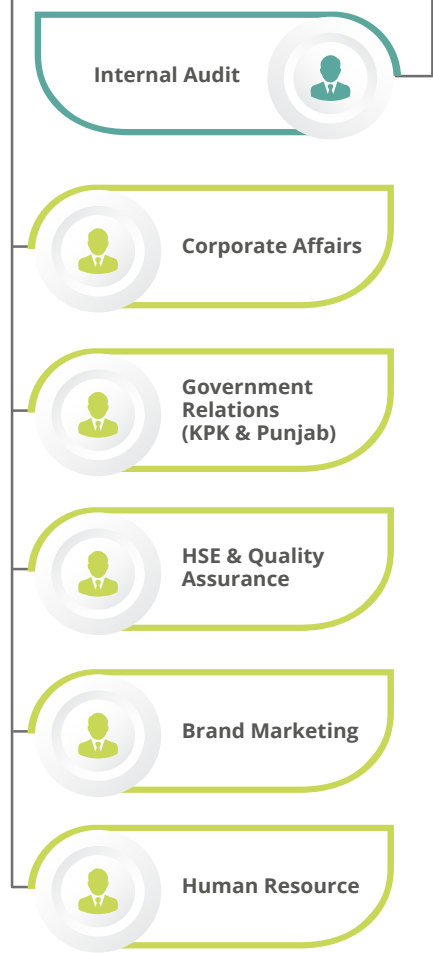 Internal Audit
Corporate Affairs
Government
Relations
(KPK & Punjab)
HSE & Quality
Assurance
Brand Marketing
Human Resource